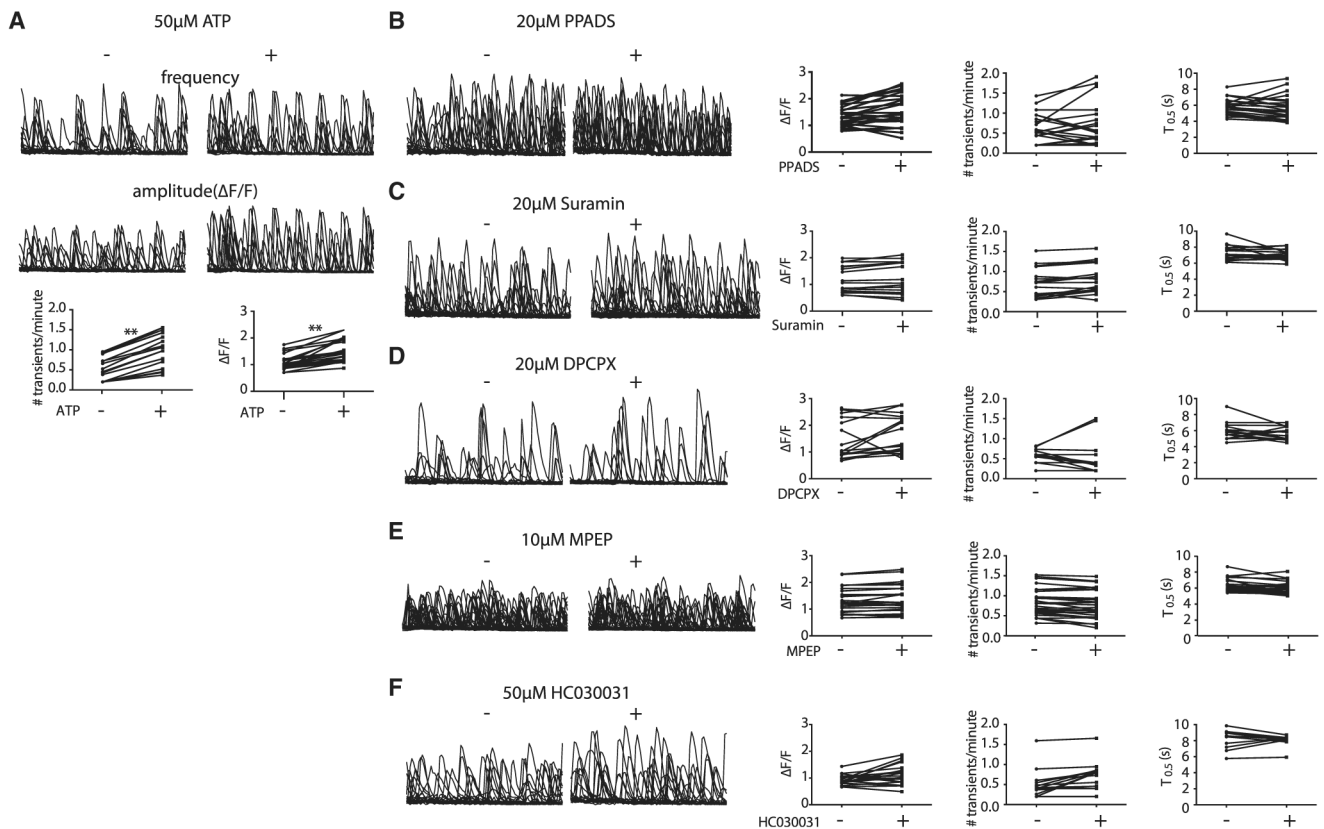 A
50μM ATP
- +
frequency
amplitude(ΔF/F)
# transients/minute
2.0
1.5
1.0
0.5
0.0
**
ATP - +
ΔF/F
3
2
1
0
**
- +
B
20μM PPADS
- +
ΔF/F
3
2
1
0
PPADS - +
# transients/minute
2.0
1.5
1.0
0.5
0.0
- +
T 0.5 (s)
10
8
6
4
2
0
- +
C
20μM Suramin
- +
ΔF/F
3
2
1
0
Suramin - +
# transients/minute
2.0
1.5
1.0
0.5
0.0
- +
T 0.5 (s)
10
8
6
4
2
0
- +
D
20μM DPCPX
- +
ΔF/F
3
2
1
0
DPCPX - +
# transients/minute
2.0
1.5
1.0
0.5
0.0
- +
T 0.5 (s)
10
8
6
4
2
0
- +
E
10μM MPEP
- +
ΔF/F
3
2
1
0
MPEP - +
# transients/minute
2.0
1.5
1.0
0.5
0.0
- +
T 0.5 (s)
10
8
6
4
2
0
- +
F
50μM HC030031
- +
ΔF/F
3
2
1
0
HC030031 - +
# transients/minute
2.0
1.5
1.0
0.5
0.0
- +
T 0.5 (s)
10
8
6
4
2
0
- +